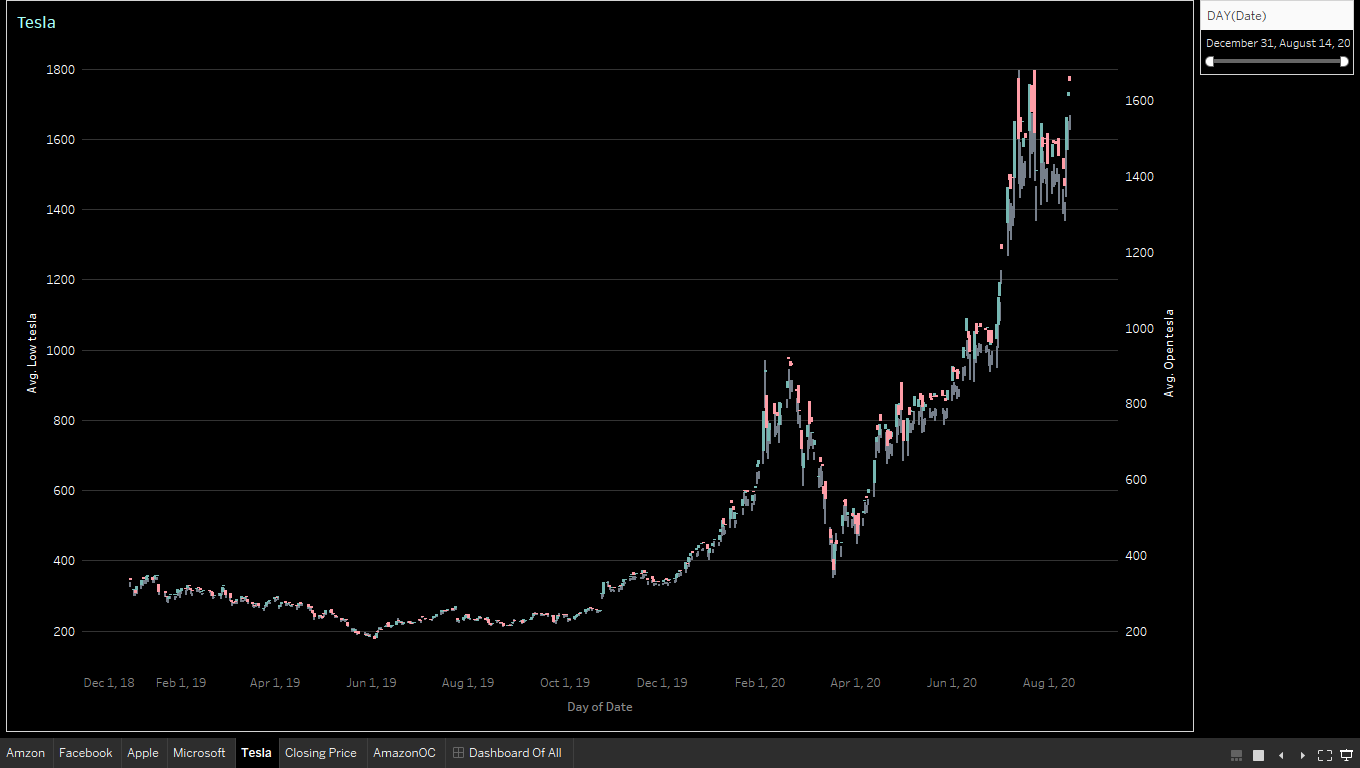 Tesla
DAY(Date)
December 31, August 14, 20
1800
1600
1400
1200
1000
800
600
400
200
Avg. Low tesla
1600
1400
1200
1000
800
600
400
200
Avg. Open tesla
Dec 1, 18 Feb 1, 19 Apr 1, 19 Jun 1, 19 Aug 1, 19 Oct 1, 19 Dec 1, 19 Feb 1, 20 Apr 1, 20 Jun 1, 20 Aug 1, 20
Day of Date
Amzon Facebook Apple Microsoft Tesla Closing Price AmazonOC Dashboard Of All